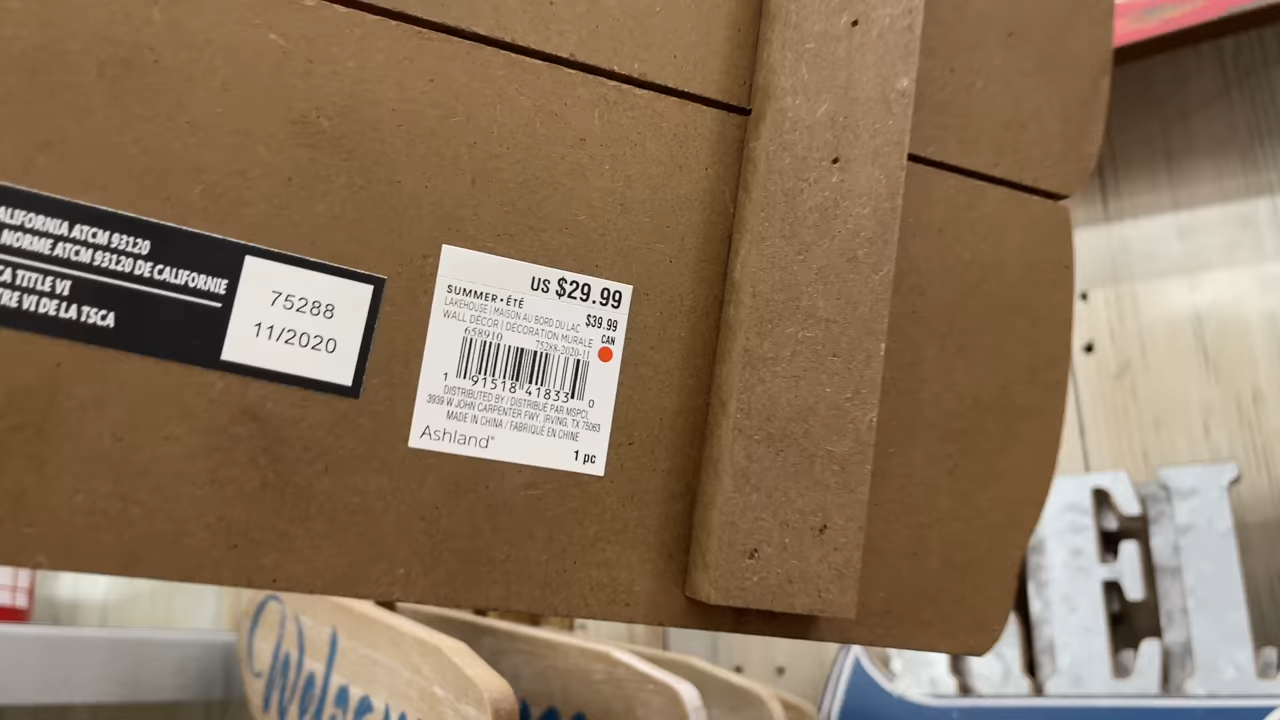 ALIFORNIA ATCM 93120
NORME ATCM 93120 DE CALIFORNIE
CA TITLE VI
TRE VI DE LA TSCA
75288
11/2020
US $29.99
SUMMER • ÉTÉ
LAKEHOUSE | MAISON AU BORD DU LAC
$39.99
WALL DÉCOR | DÉCORATION MURALE
CAN
658910 75288-2020-11
1 91518 41833 0
DISTRIBUTED BY / DISTRIBUÉ PAR MSPCI,
3939 W JOHN CARPENTER FWY, IRVING, TX 75063
MADE IN CHINA / FABRIQUÉ EN CHINE
Ashland®
1 pc
EL